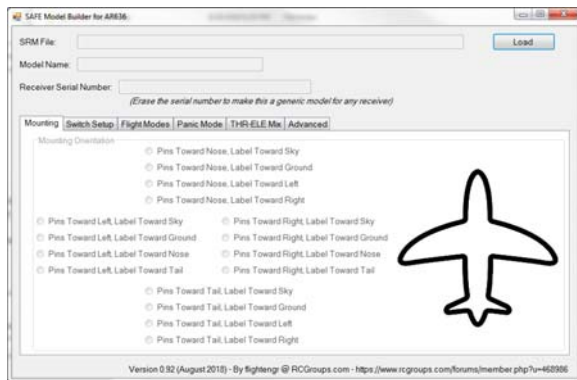 SAFE Model Builder for AR636
SRM File:
Load
Model Name:
Receiver Serial Number:
(Erase the serial number to make this a generic model for any receiver)
Mounting Switch Setup Flight Modes Panic Mode THR-ELE Mix Advanced
Mounting Orientation
Pins Toward Nose, Label Toward Sky
Pins Toward Nose, Label Toward Ground
Pins Toward Nose, Label Toward Left
Pins Toward Nose, Label Toward Right
Pins Toward Left, Label Toward Sky Pins Toward Right, Label Toward Sky
Pins Toward Left, Label Toward Ground Pins Toward Right, Label Toward Ground
Pins Toward Left, Label Toward Nose Pins Toward Right, Label Toward Nose
Pins Toward Left, Label Toward Tail Pins Toward Right, Label Toward Tail
Pins Toward Tail, Label Toward Sky
Pins Toward Tail, Label Toward Ground
Pins Toward Tail, Label Toward Left
Pins Toward Tail, Label Toward Right
Version 0.92 (August 2018) - By flightengr @ RCGroups.com - https://www.rcgroups.com/forums/member.php?u=468986